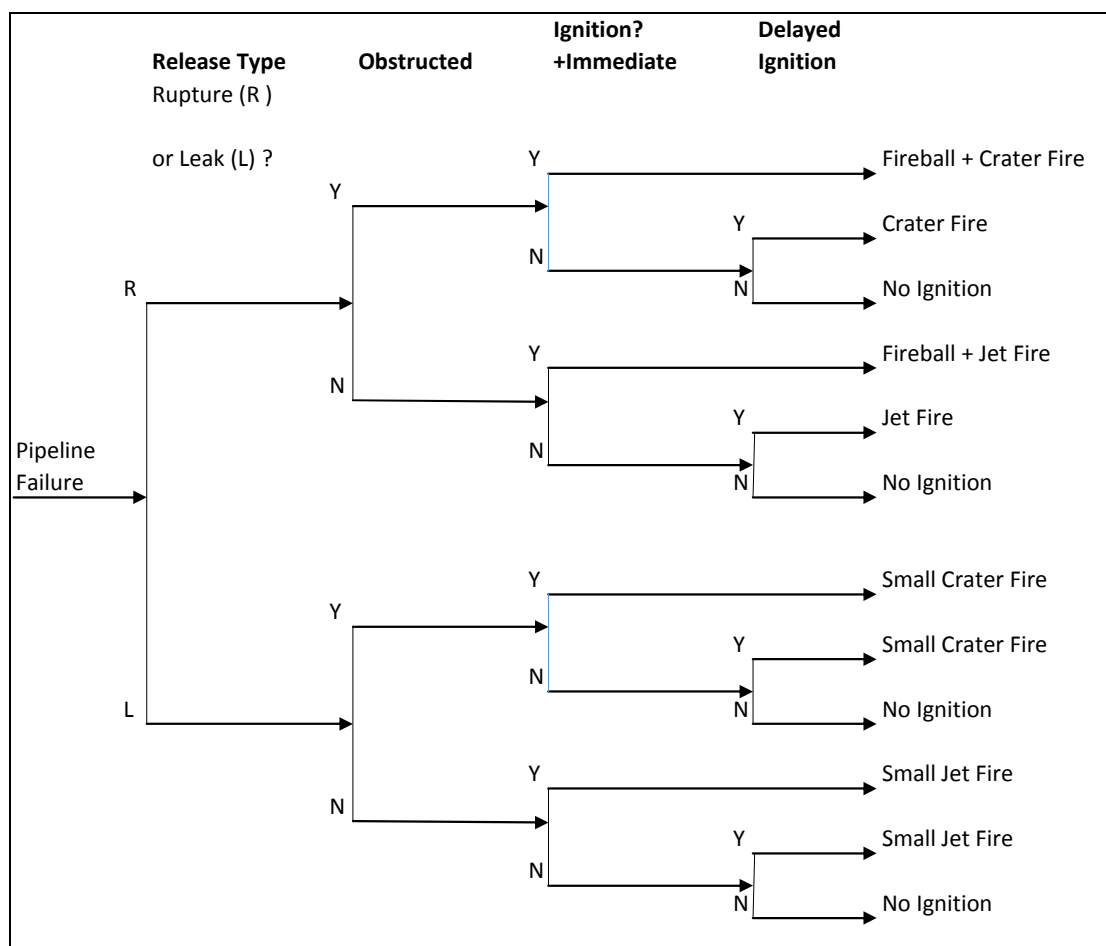 Ignition?
Delayed
Release Type
Obstructed
+Immediate
Ignition
Rupture (R )
or Leak (L) ?
Y
Fireball + Crater Fire
Y
Y
Crater Fire
N
N
No Ignition
R
Y
Fireball + Jet Fire
N
Y
Jet Fire
N
N
No Ignition
Pipeline
Failure
Y
Small Crater Fire
Y
Y
Small Crater Fire
N
N
No Ignition
L
Y
Small Jet Fire
N
Y
Small Jet Fire
N
N
No Ignition